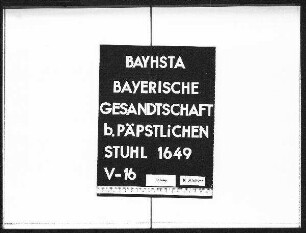 BAYHSTA
BAYERISCHE
GESANDTSCHAFT
b. PÄPSTLiCHEN
STUHL 1649
V-16